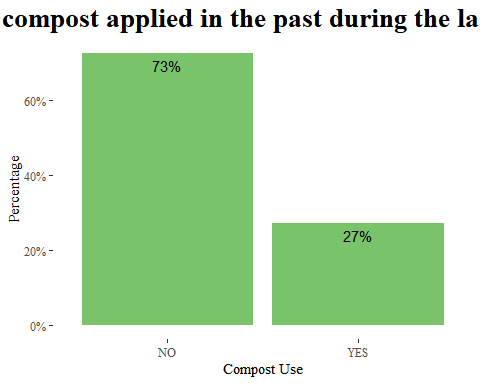 compost applied in the past during the la
73%
60%
40%
27%
20%
0%
Percentage
NO
YES
Compost Use